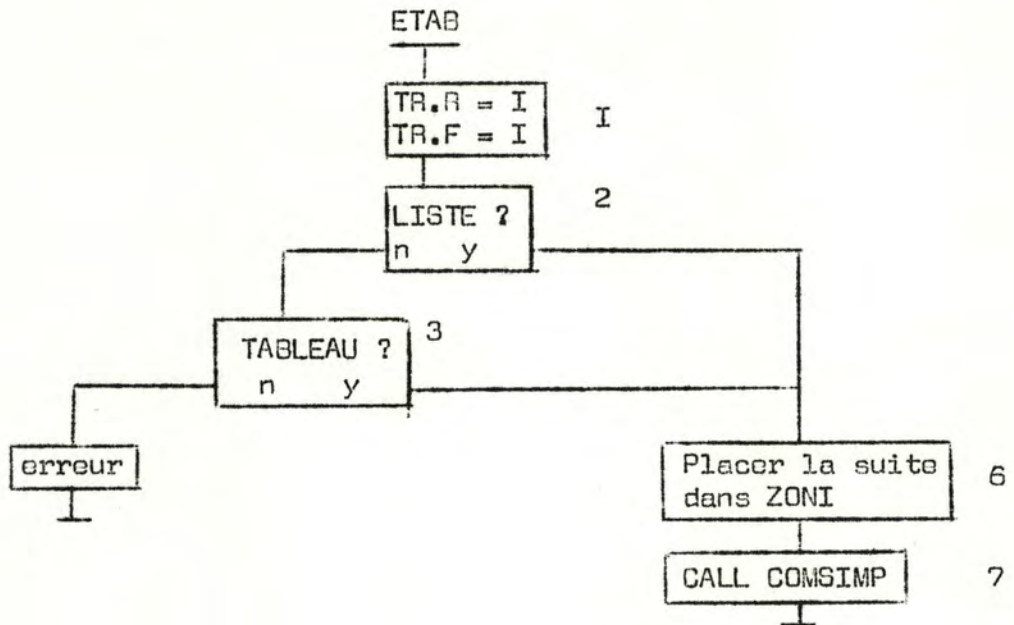 ETAB
TR.R = I
TR.F = I
I
LISTE ?
n y
2
TABLEAU ?
n y
3
erreur
Placer la suite
dans ZONI
6
CALL COMSIMP
7